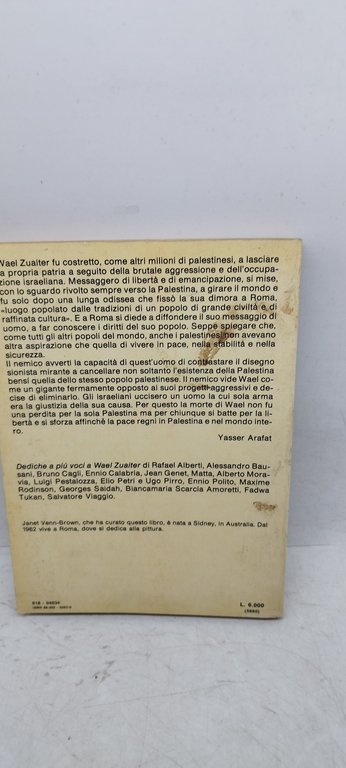 Wael Zuaiter fu costretto, come altri milioni di palestinesi, a lasciare
a propria patria a seguito della brutale aggressione e dell'occupa-
zione israeliana. Messaggero di libertà e di emancipazione, si mise,
con lo sguardo rivolto sempre verso la Palestina, a girare il mondo e
fu solo dopo una lunga odissea che fissò la sua dimora a Roma,
«luogo popolato dalle tradizioni di un popolo di grande civiltà e di
raffinata cultura». E a Roma si diede a diffondere il suo messaggio di
uomo, a far conoscere i diritti del suo popolo. Seppe spiegare che,
come tutti gli altri popoli del mondo, anche i palestinesi non avevano
altra aspirazione che quella di vivere in pace, nella stabilità e nella
sicurezza.
Il nemico avvertì la capacità di quest'uomo di contrastare il disegno
sionista mirante a cancellare non soltanto l'esistenza della Palestina
bensì quella dello stesso popolo palestinese. Il nemico vide Wael co-
me un gigante fermamente opposto ai suoi progetti aggressivi e de-
cise di eliminarlo. Gli israeliani uccisero un uomo la cui sola arma
era la giustizia della sua causa. Per questo la morte di Wael non fu
una perdita per la sola Palestina ma per chiunque si batte per la li-
bertà e si sforza affinchè la pace regni in Palestina e nel mondo inte-
ro.
Yasser Arafat
Dediche a più voci a Wael Zuaiter di Rafael Alberti, Alessandro Bau-
sani, Bruno Cagli, Ennio Calabria, Jean Genet, Matta, Alberto Mora-
via, Luigi Pestalozza, Elio Petri e Ugo Pirro, Ennio Polito, Maxime
Rodinson, Georges Saidah, Biancamaria Scarcia Amoretti, Fadwa
Tukan, Salvatore Viaggio.
Janet Venn-Brown, che ha curato questo libro, è nata a Sidney, in Australia. Dal
1962 vive a Roma, dove si dedica alla pittura.
L. 6.000